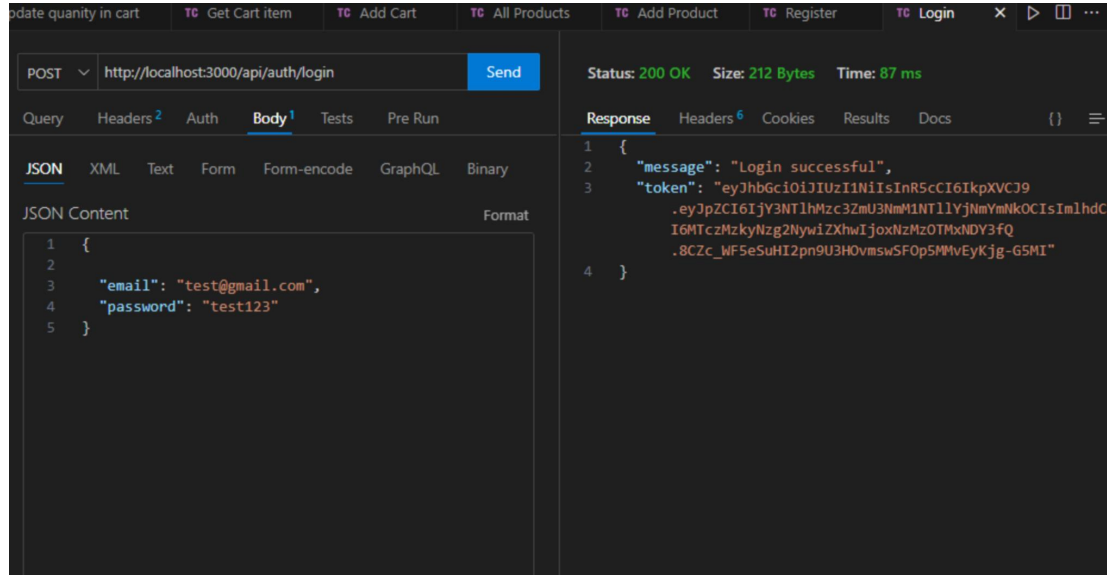 pdate quanity in cart TC Get Cart item TC Add Cart TC All Products TC Add Product TC Register TC Login
POST http://localhost:3000/api/auth/login Send
Query Headers 2 Auth Body 1 Tests Pre Run
JSON XML Text Form Form-encode GraphQL Binary
JSON Content Format
1 {
2
3 "email": "test@gmail.com",
4 "password": "test123"
5 }
Status: 200 OK Size: 212 Bytes Time: 87 ms
Response Headers 6 Cookies Results Docs {}
1 {
2 "message": "Login successful",
3 "token": "eyJhbGciOiJIUzI1NiIsInR5cCI6IkpXVCJ9
.eyJpZCI6IjY3NTlhMzc3ZmU3NmM1NTllYjNmYmNkOCIsImlhdC
I6MTczMzkyNzg2NywiZXhwIjoxNzMzOTMxNDY3fQ
.8CZc_WF5eSuHI2pn9U3HOvmswSFOp5MMvEyKjg-G5MI"
4 }